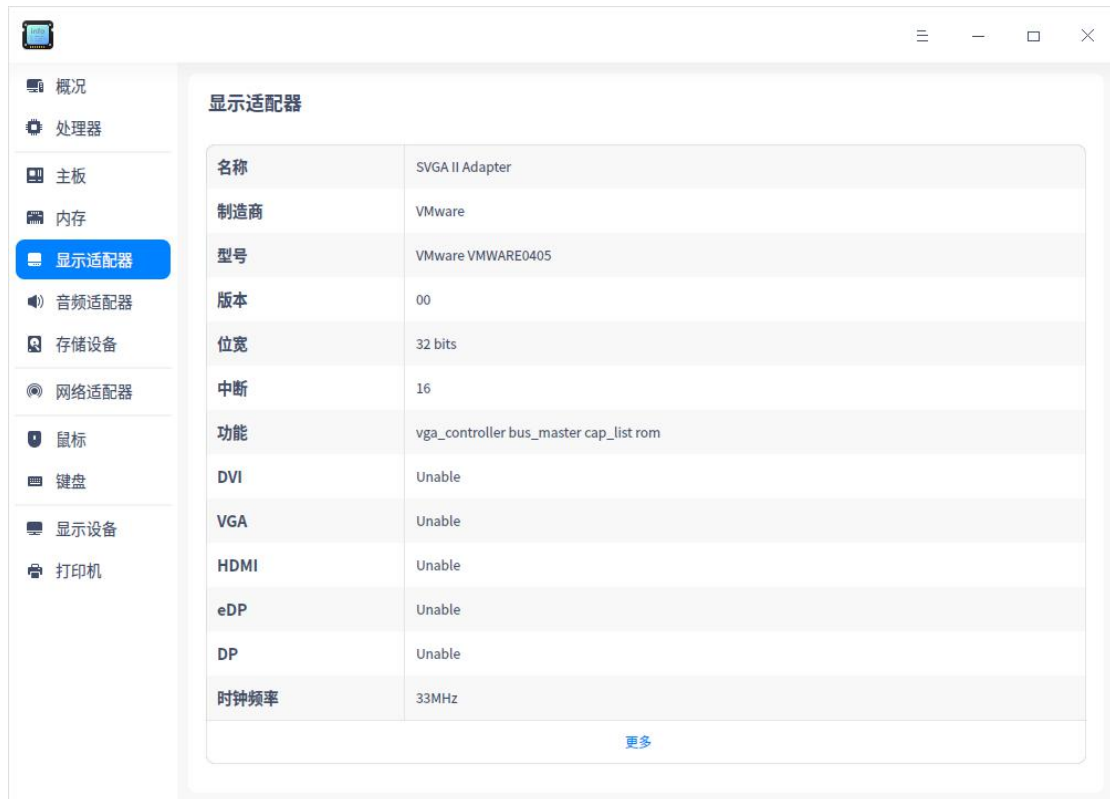 概况
处理器
主板
内存
显示适配器
音频适配器
存储设备
网络适配器
鼠标
键盘
显示设备
打印机
显示适配器
名称 SVGA II Adapter
制造商 VMware
型号 VMware VMWARE0405
版本 00
位宽 32 bits
中断 16
功能 vga_controller bus_master cap_list rom
DVI Unable
VGA Unable
HDMI Unable
eDP Unable
DP Unable
时钟频率 33MHz
更多